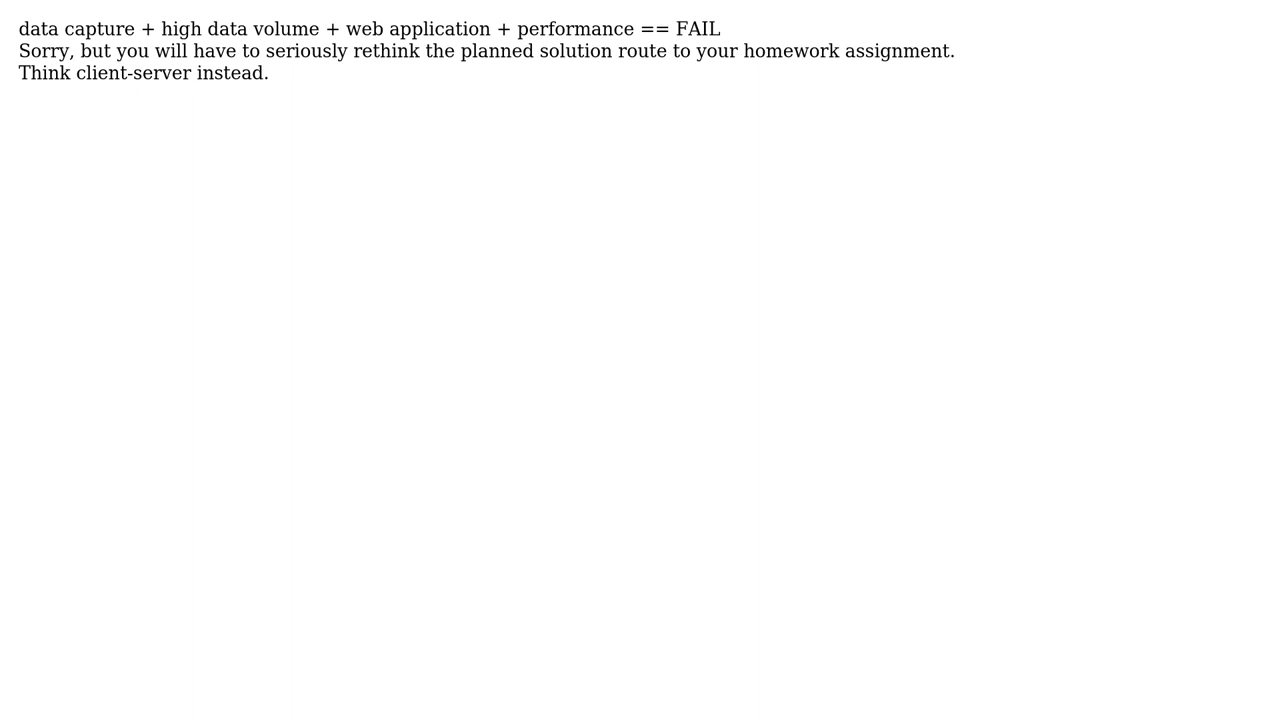 data capture + high data volume + web application + performance == FAIL
Sorry, but you will have to seriously rethink the planned solution route to your homework assignment.
Think client-server instead.